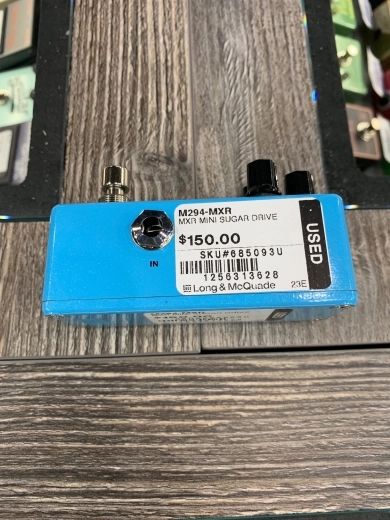 M294-MXR
MXR MINI SUGAR DRIVE
$150.00
SKU#685093U
1256313628
Long & McQuade
23E
USED
IN